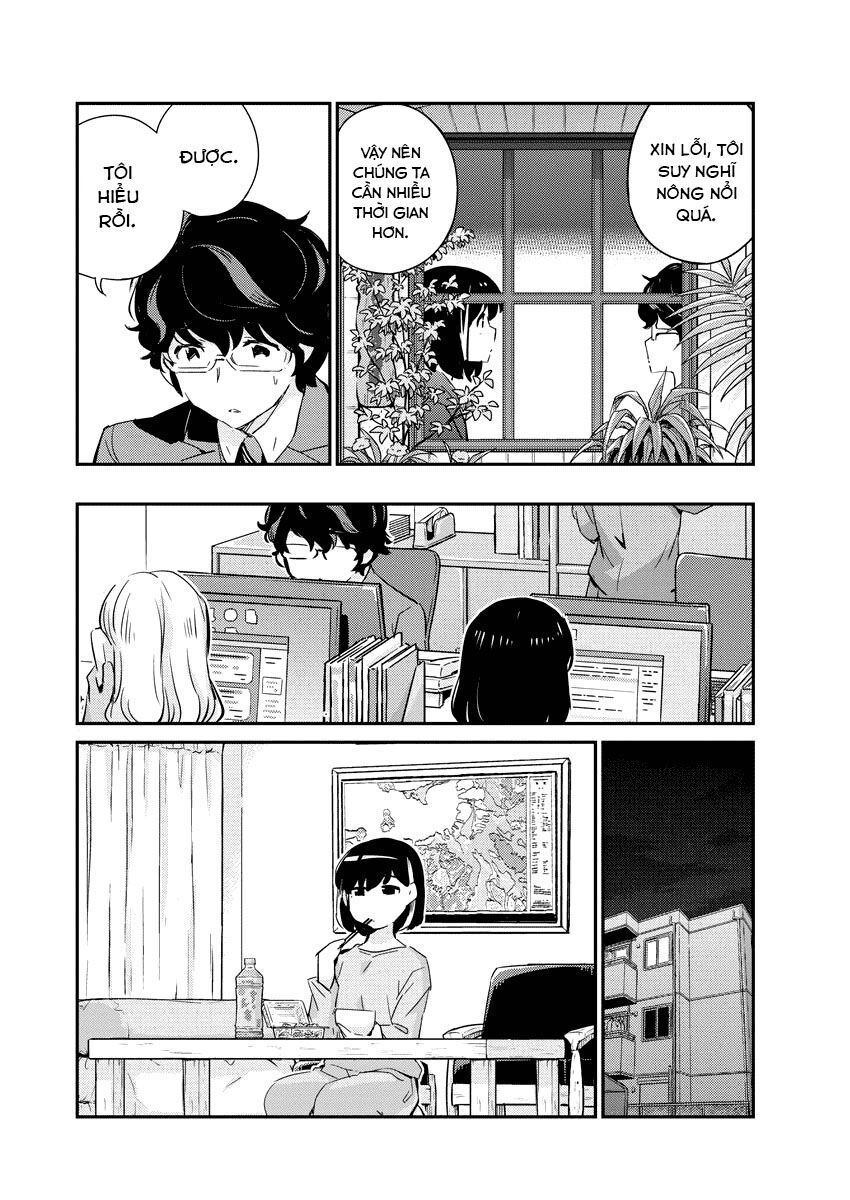 XIN LỖI, TÔI
SUY NGHĨ
NÔNG NỔI
QUÁ.
VẬY NÊN
CHÚNG TA
CẦN NHIỀU
THỜI GIAN
HƠN.
ĐƯỢC.
TÔI
HIỂU
RỒI.